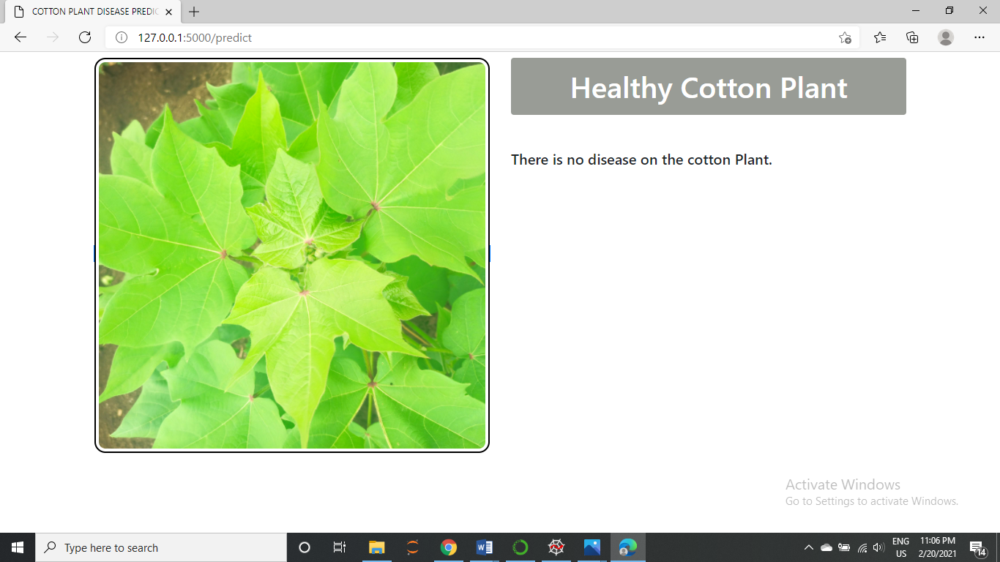 COTTON PLANT DISEASE PREDIC
127.0.0.1:5000/predict
Healthy Cotton Plant
There is no disease on the cotton Plant.
Activate Windows
Go to Settings to activate Windows.
Type here to search
ENG
US
11:06 PM
2/20/2021
14